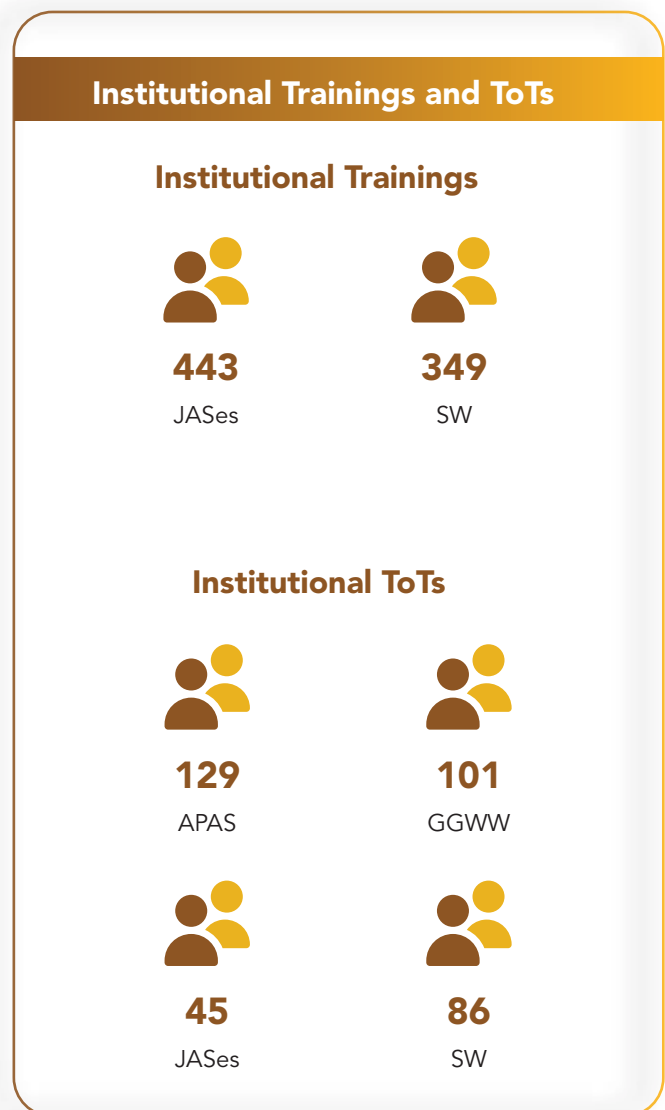 Institutional Trainings and ToTs
Institutional Trainings
443 349
JASes SW
Institutional ToTs
129 101
APAS GGWW
45 86
JASes SW